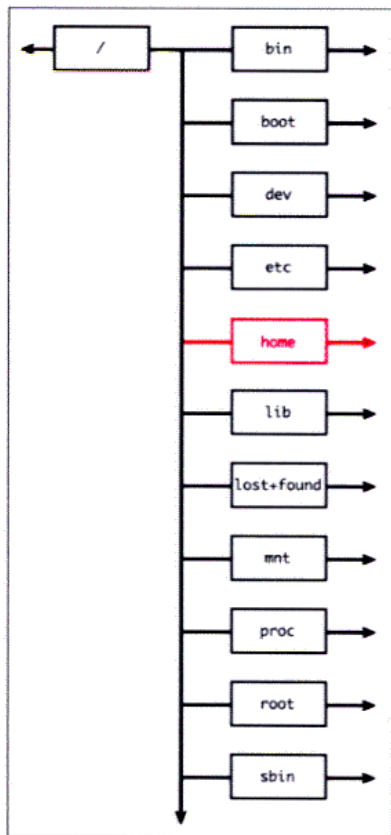 /
bin
boot
dev
etc
home
lib
lost+found
mnt
proc
root
sbin